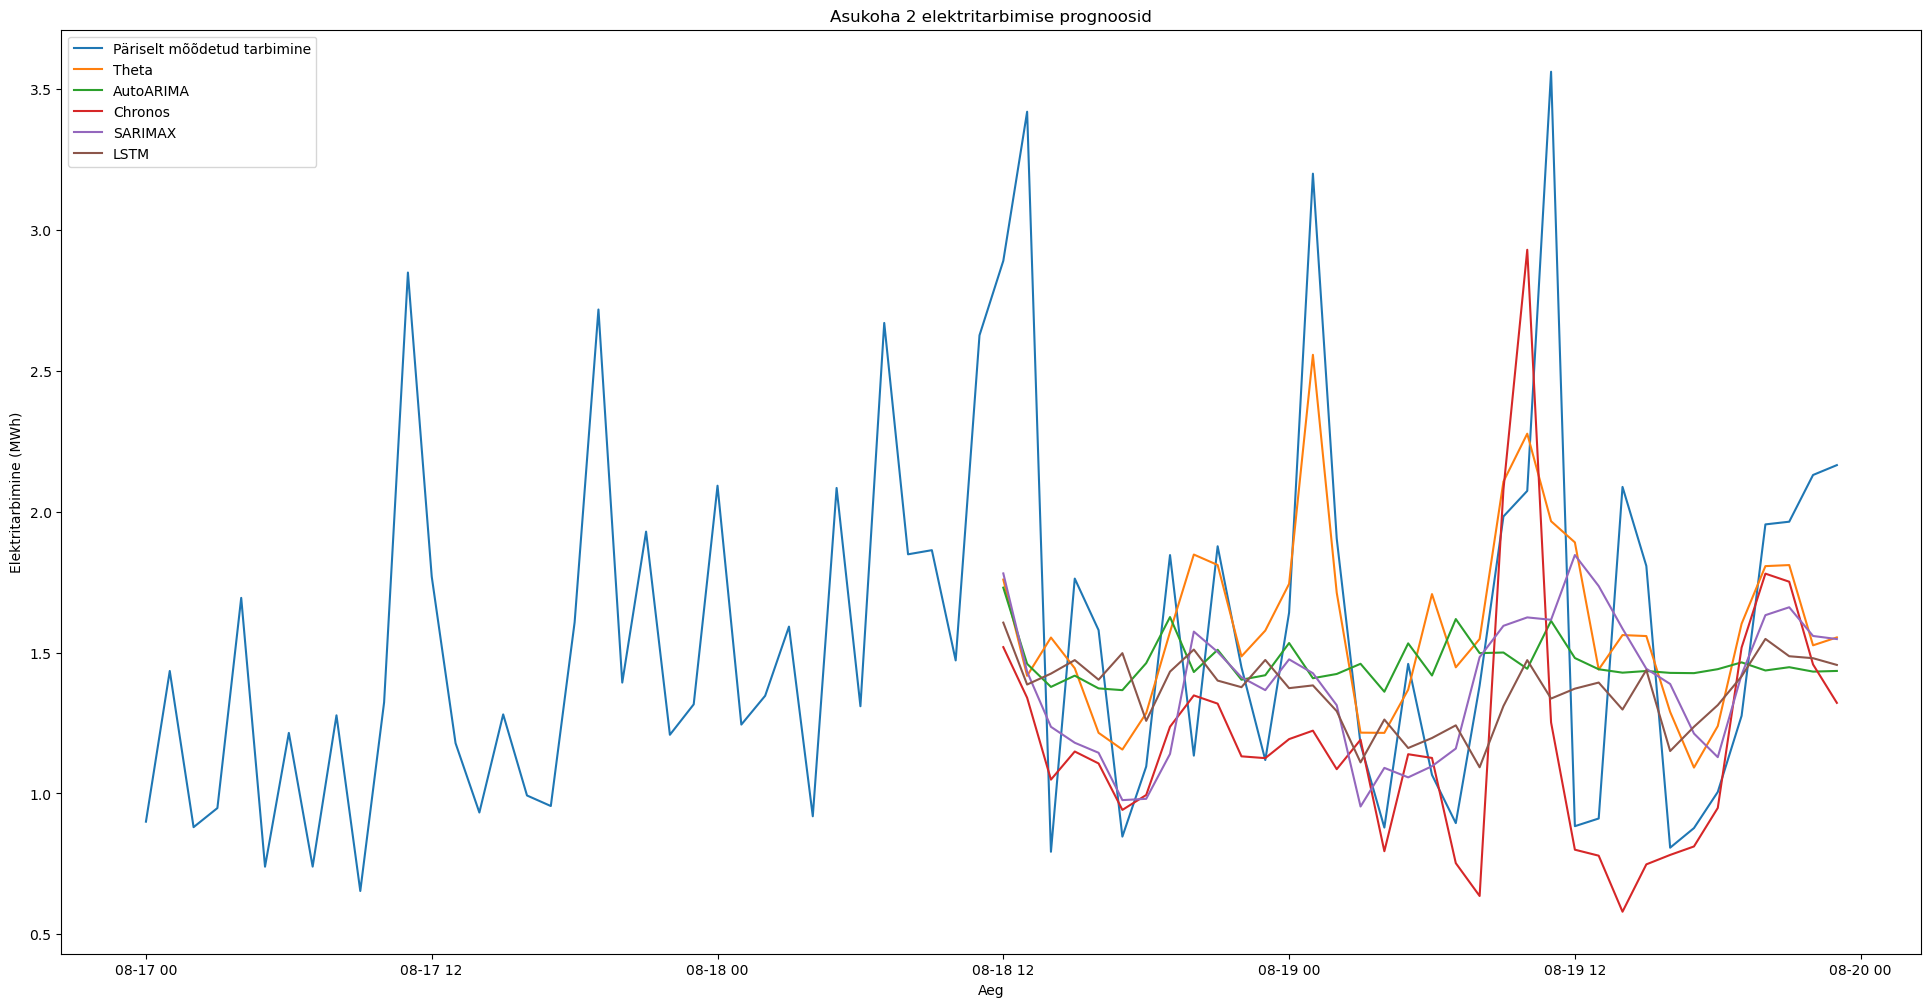 Asukoha 2 elektritarbimise prognoosid
Päriselt mõõdetud tarbimine
Theta
AutoARIMA
Chronos
SARIMAX
LSTM
Elektritarbimine (MWh)
3.5
3.0
2.5
2.0
1.5
1.0
0.5
08-17 00
08-17 12
08-18 00
08-18 12
08-19 00
08-19 12
08-20 00
Aeg